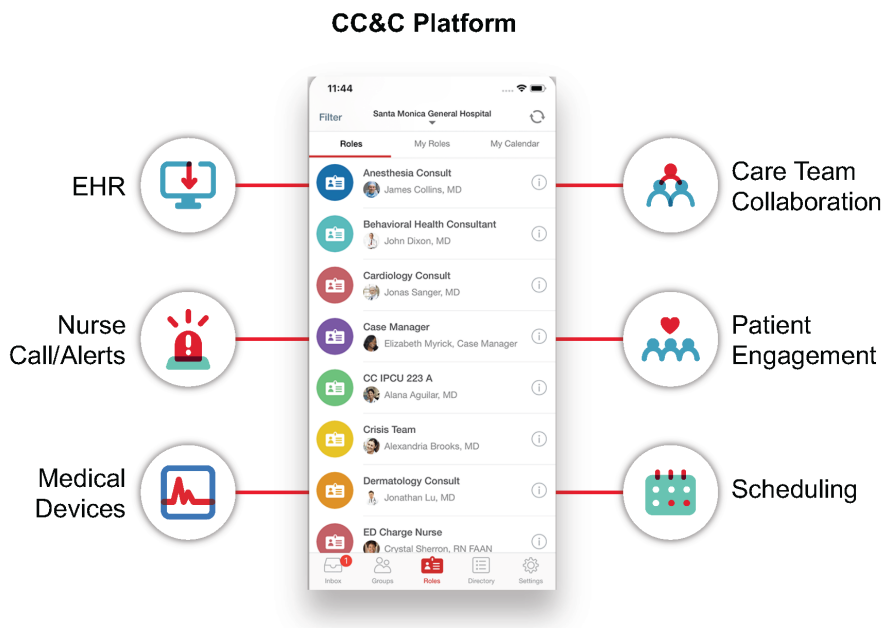 CC&C Platform
EHR
Nurse
Call/Alerts
Medical
Devices
11:44
Filter
Santa Monica General Hospital
Roles
My Roles
My Calendar
Anesthesia Consult
James Collins, MD
Behavioral Health Consultant
John Dixon, MD
Cardiology Consult
Jonas Sanger, MD
Case Manager
Elizabeth Myrick, Case Manager
CC IPCU 223 A
Alana Aguilar, MD
Crisis Team
Alexandria Brooks, MD
Dermatology Consult
Jonathan Lu, MD
ED Charge Nurse
Crystal Sherron, RN FAAN
1
Inbox
Groups
Roles
Directory
Settings
Care Team
Collaboration
Patient
Engagement
Scheduling